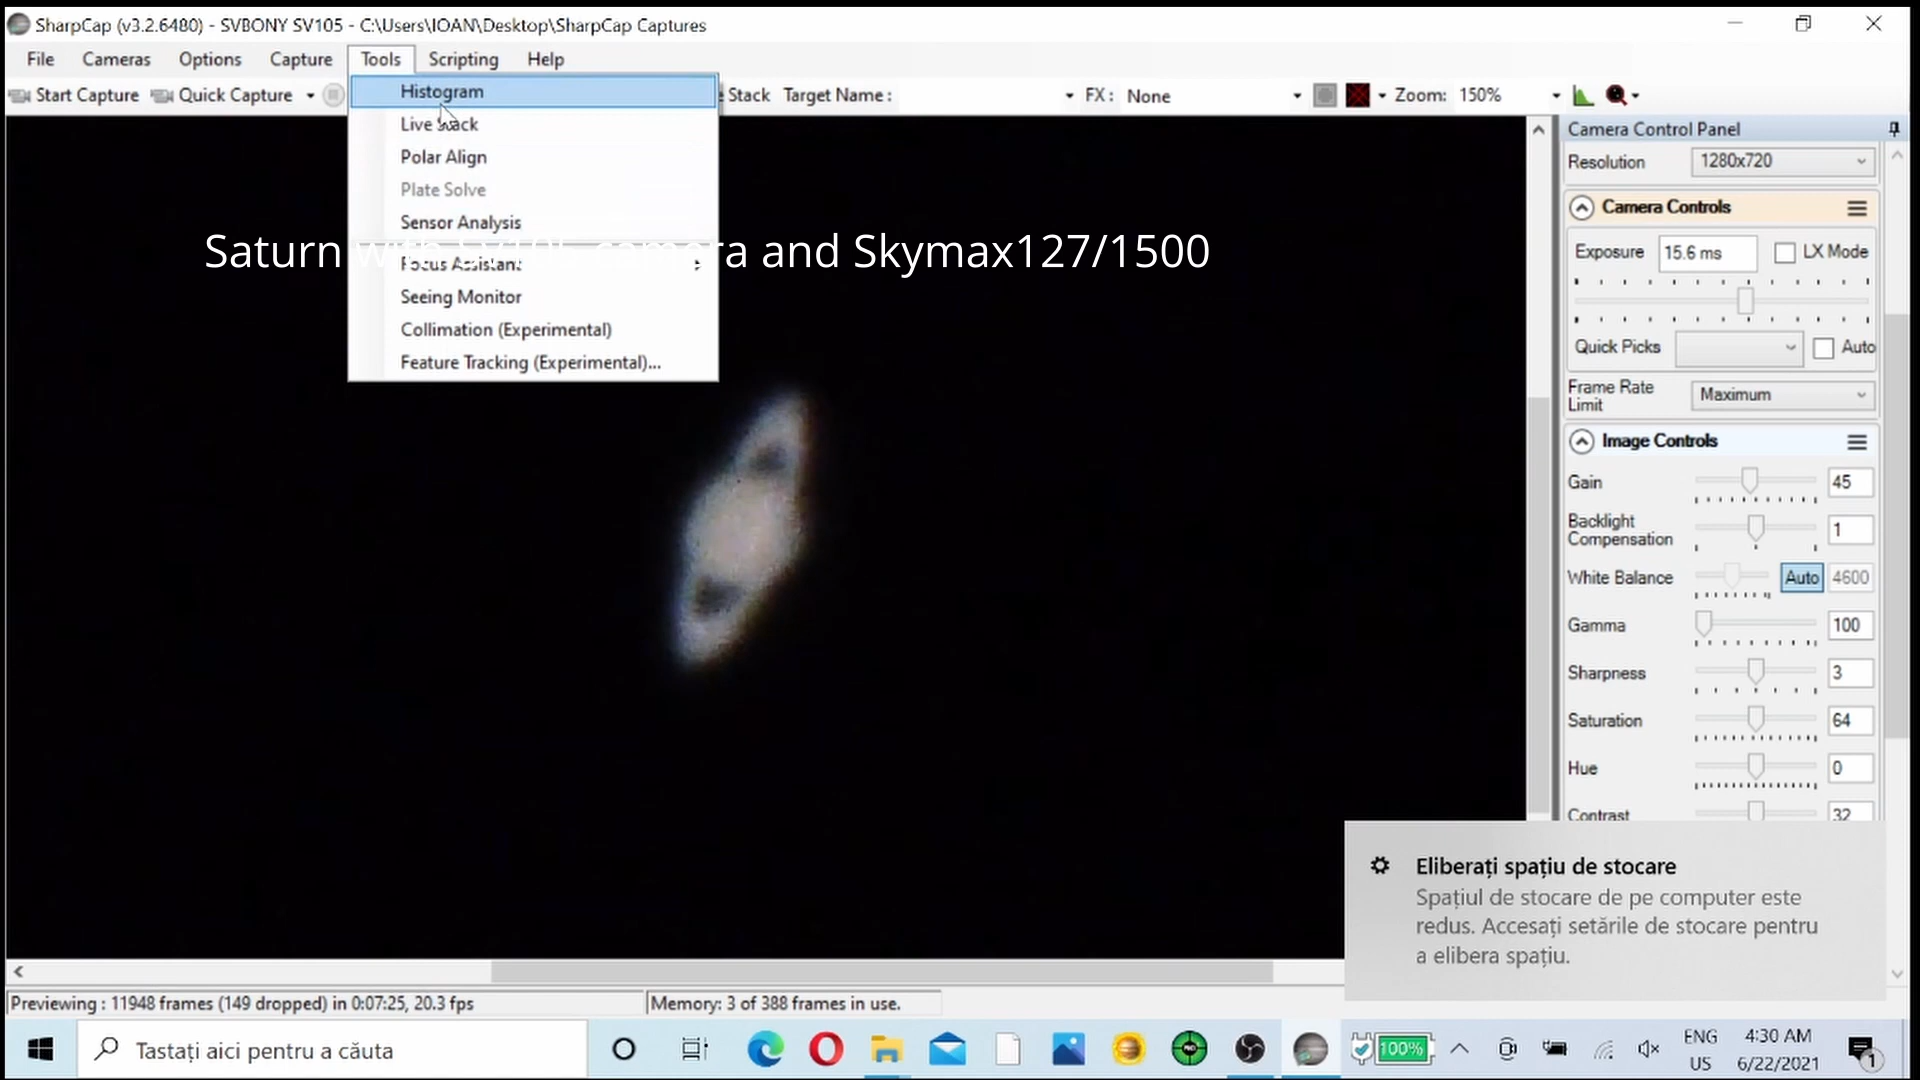 SharpCap (v3.2.6480) - SVBONY SV105 - C:\Users\IOAN\Desktop\SharpCap Captures
File Cameras Options Capture Tools Scripting Help
Start Capture Quick Capture Stack Target Name : FX : None Zoom: 150%
Histogram
Live Stack
Polar Align
Plate Solve
Sensor Analysis
Focus Assistant
Seeing Monitor
Collimation (Experimental)
Feature Tracking (Experimental)...
Saturn with camera and Skymax127/1500
Camera Control Panel
Resolution 1280x720
Camera Controls
Exposure 15.6 ms LX Mode
Quick Picks Auto
Frame Rate
Limit
Maximum
Image Controls
Gain 45
Backlight
Compensation
1
White Balance Auto 4600
Gamma 100
Sharpness 3
Saturation 64
Hue 0
Contrast 32
Eliberați spațiu de stocare
Spațiul de stocare de pe computer este
redus. Accesați setările de stocare pentru
a elibera spațiu.
Previewing : 11948 frames (149 dropped) in 0:07:25, 20.3 fps
Memory: 3 of 388 frames in use.
Tastați aici pentru a căuta
100%
ENG
US
4:30 AM
6/22/2021
1